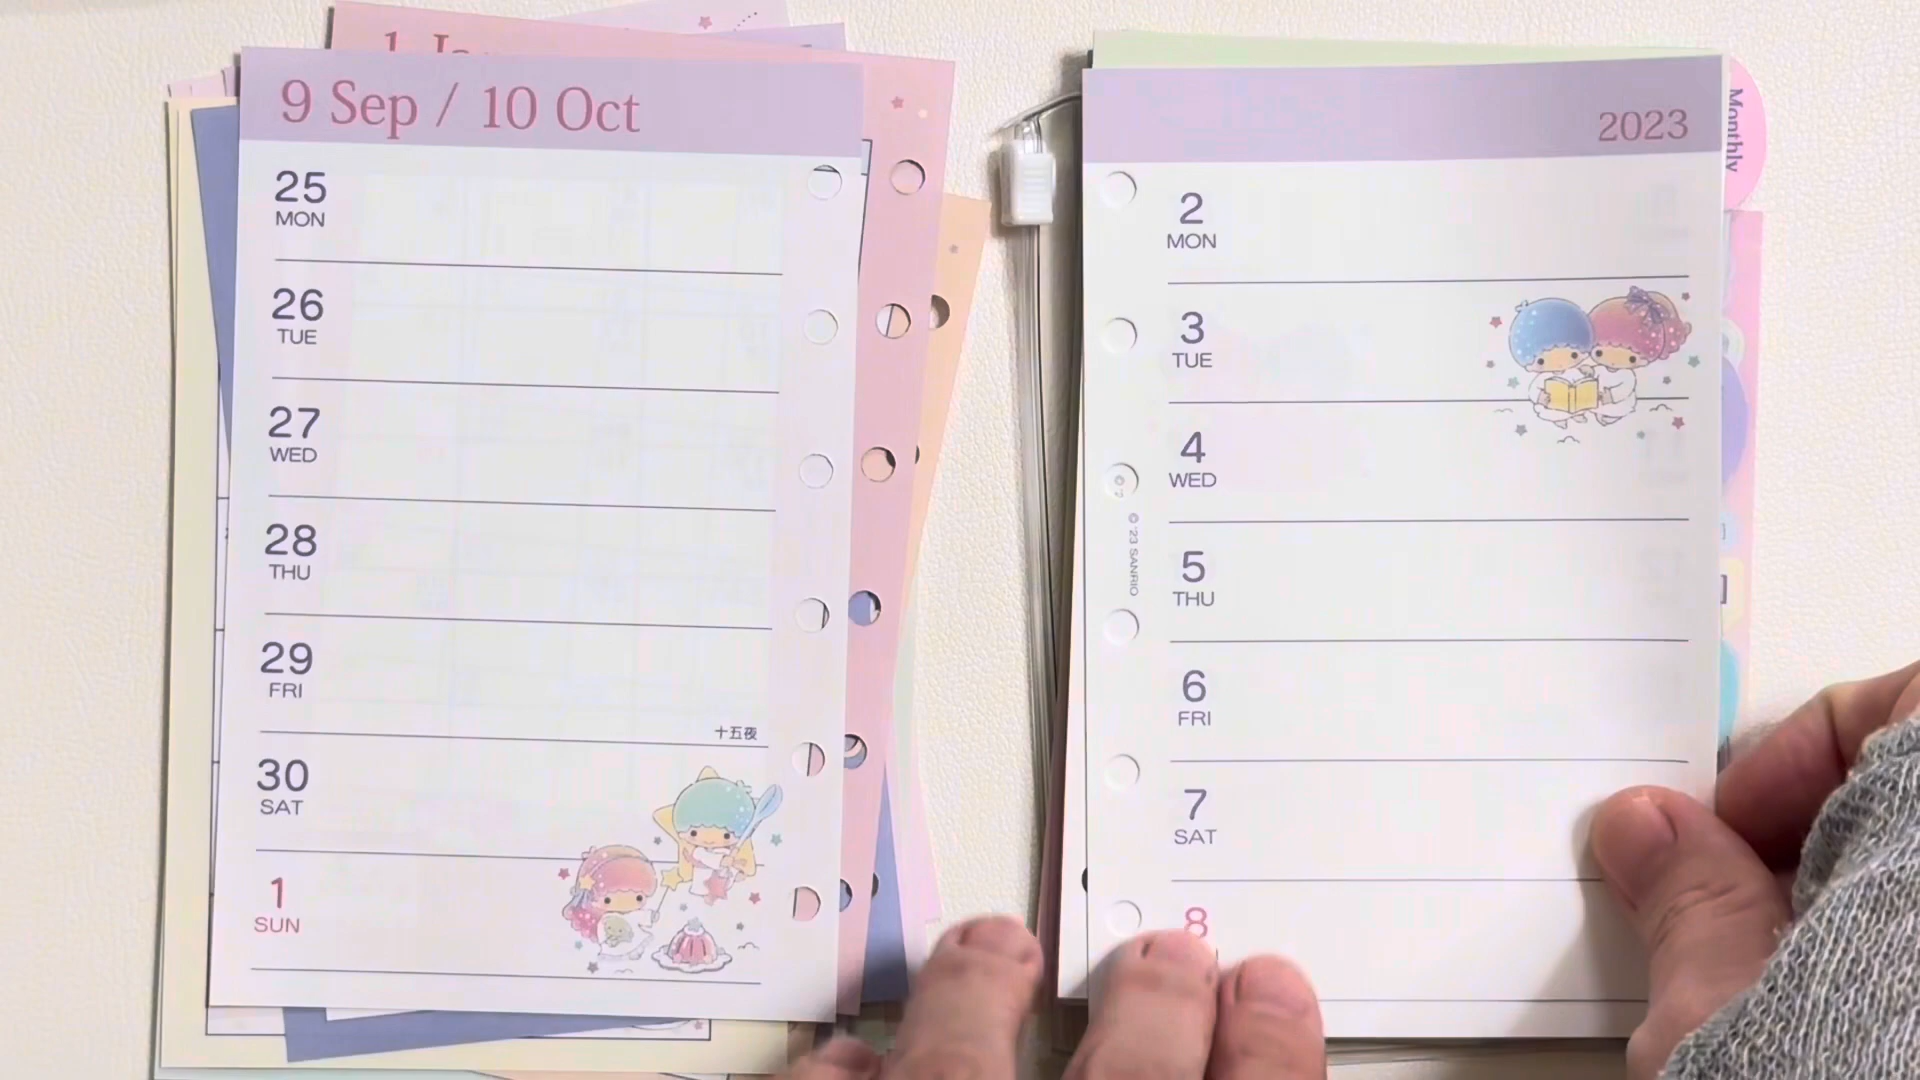 9 Sep / 10 Oct
25
MON
26
TUE
27
WED
28
THU
29
FRI
十五夜
30
SAT
1
SUN
2023
2
MON
3
TUE
4
WED
5
THU
6
FRI
7
SAT
8
© '23 SANRIO
Monthly